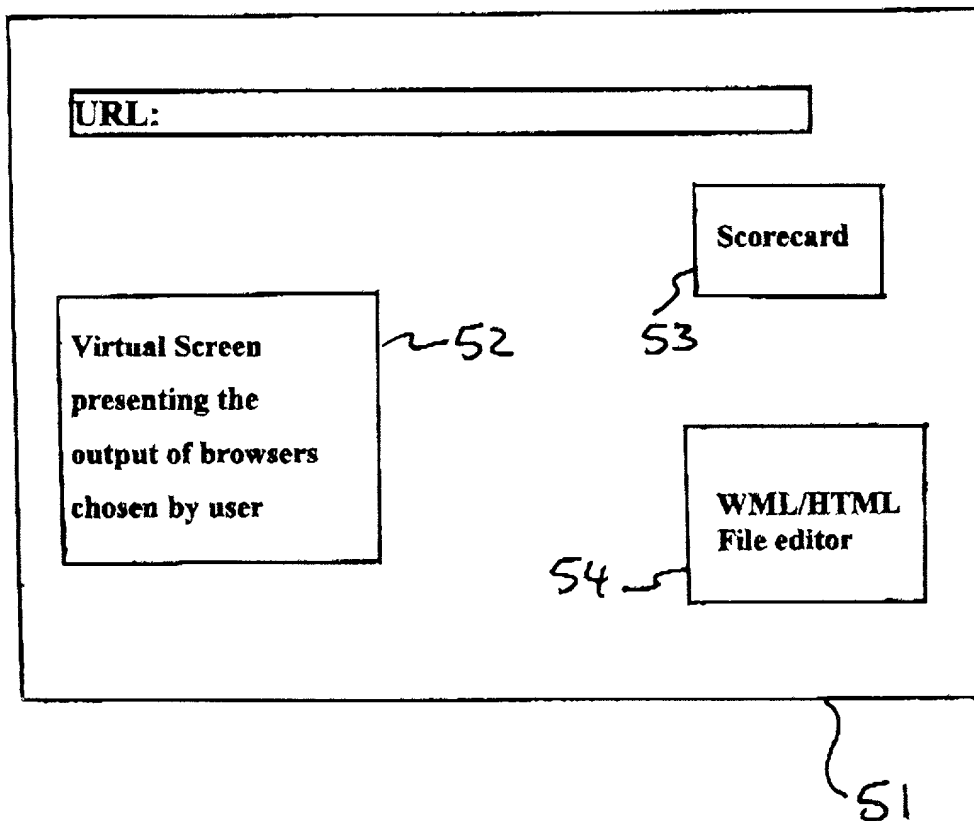 URL:
Scorecard
53
Virtual Screen
presenting the
output of browsers
chosen by user
52
WML/HTML
File editor
54
51